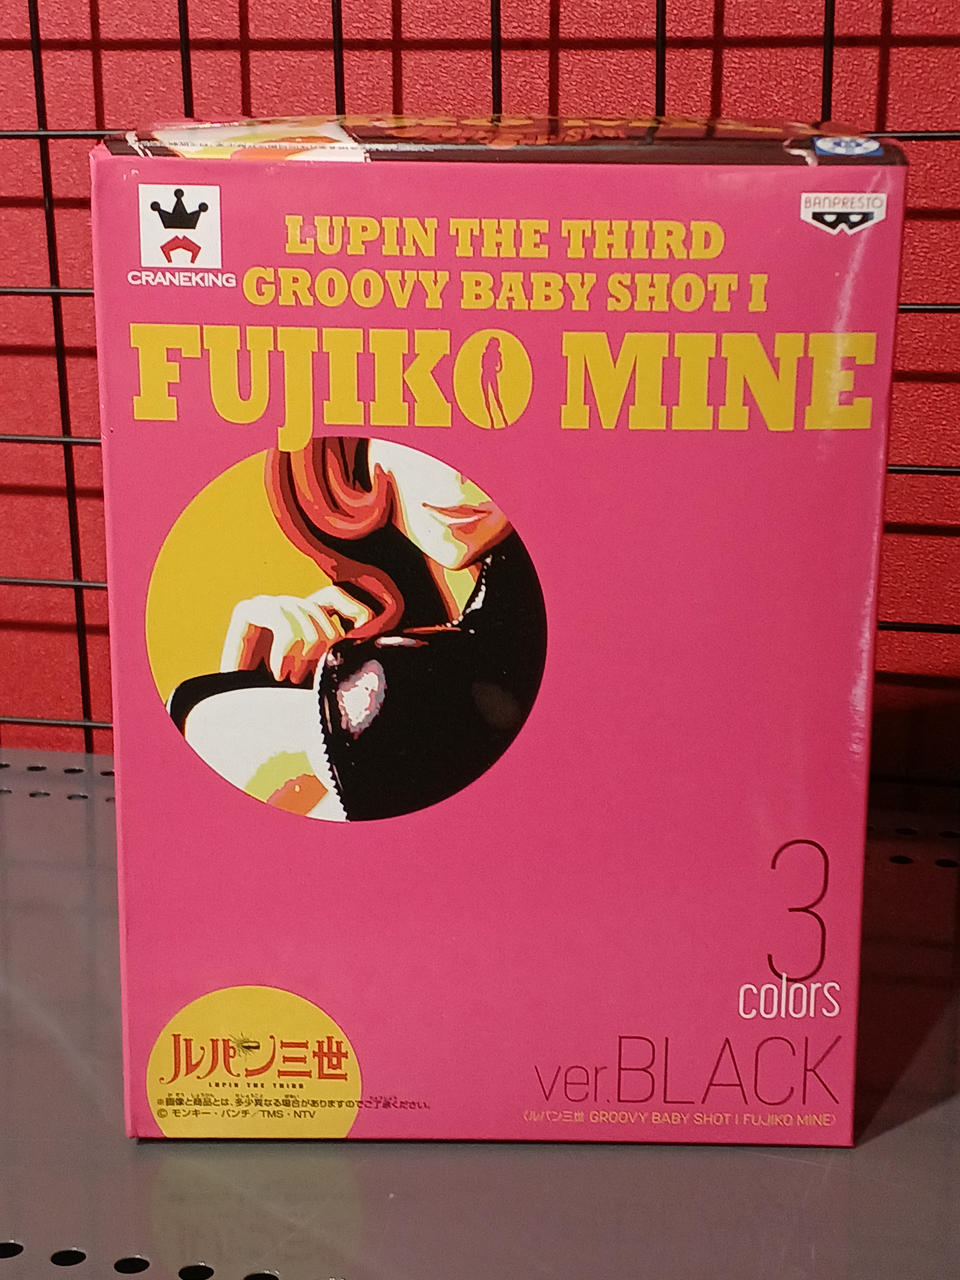 CRANEKING
BANPRESTO
LUPIN THE THIRD
GROOVY BABY SHOT I
FUJIKO MINE
3
colors
ver.BLACK
〈ルパン三世 GROOVY BABY SHOT I FUJIKO MINE〉
ルパン三世
LUPIN THE THIRD
※画像と商品とは、多少異なる場合がありますのでご了承ください。
© モンキー・パンチ/TMS・NTV